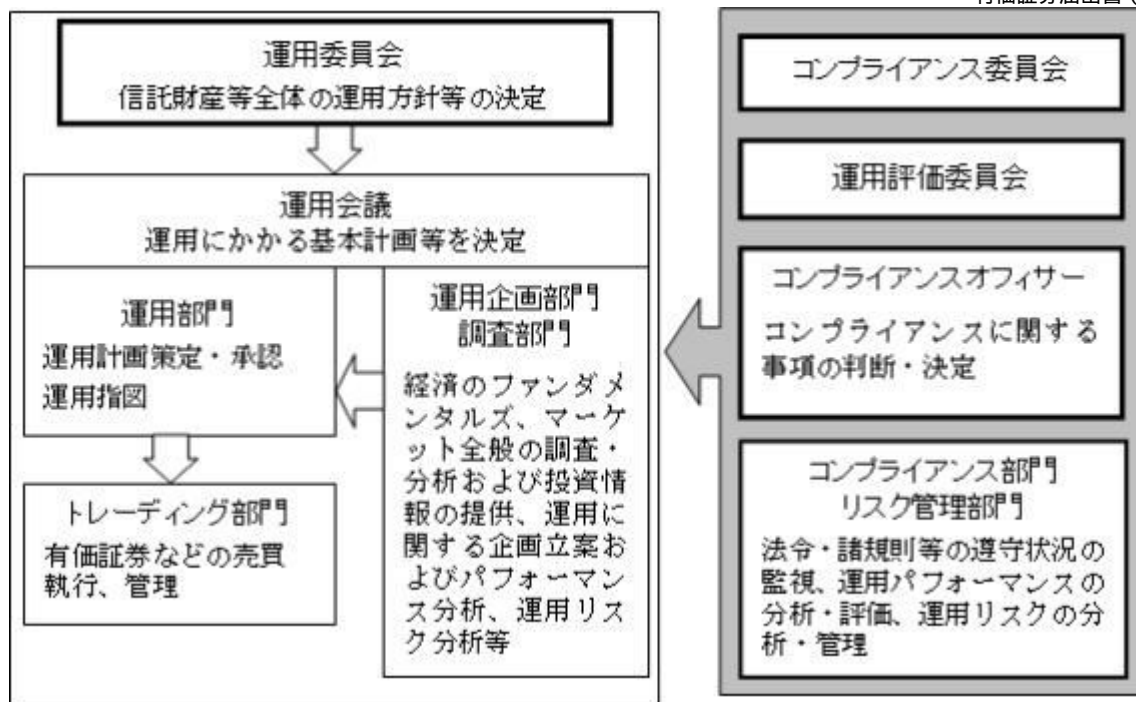 運用委員会
信託財産等全体の運用方針等の決定
運用会議
運用にかかる基本計画等を決定
運用部門
運用計画策定・承認
運用指図
トレーディング部門
有価証券などの売買
執行、管理
運用企画部門
調査部門
経済のファンダメ
ンタルズ、マーケ
ット全般の調査・
分析および投資情
報の提供、運用に
関する企画立案お
よびパフォーマン
ス分析、運用リス
ク分析等
コンプライアンス委員会
運用評価委員会
コンプライアンスオフィサー
コンプライアンスに関する
事項の判断・決定
コンプライアンス部門
リスク管理部門
法令・諸規則等の遵守状況の
監視、運用パフォーマンスの
分析・評価、運用リスクの分
析・管理